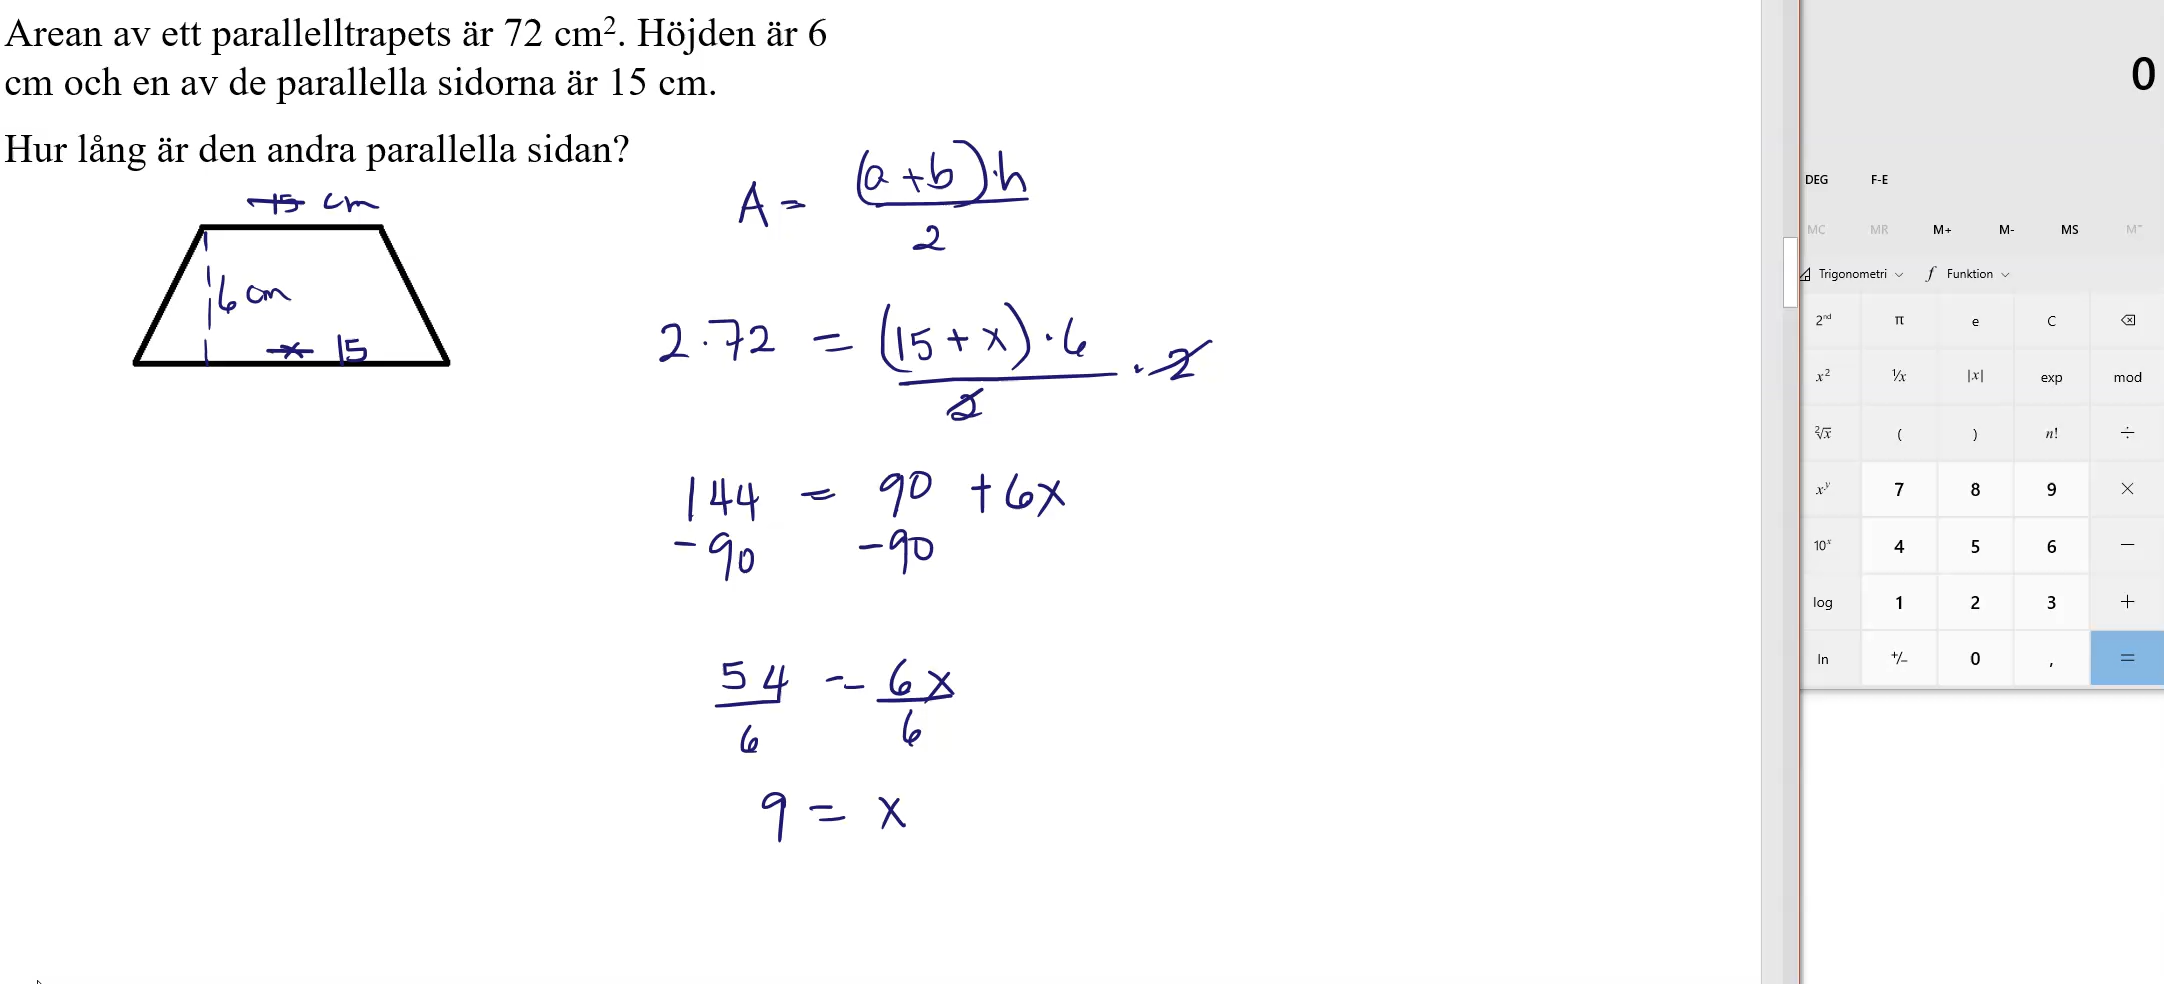 Arean av ett parallelltrapets är 72 cm². Höjden är 6
cm och en av de parallella sidorna är 15 cm.
Hur lång är den andra parallella sidan?
15 cm
6 cm
x 15
A = (a + b) · h / 2
2 · 72 = (15 + x) · 6 / 2 · 2
144 = 90 + 6x
-90 -90
54 / 6 = 6x / 6
9 = x
0
DEG F-E
MC MR M+ M- MS M˅
Trigonometri f Funktion
2ⁿᵈ π e C
x² ¹/x |x| exp mod
²√x ( ) n! ÷
xʸ 7 8 9 ×
10ˣ 4 5 6 −
log 1 2 3 +
ln +/− 0 , =